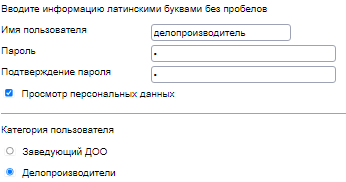 Вводите информацию латинскими буквами без пробелов
Имя пользователя делопроизводитель
Пароль •
Подтверждение пароля •
Просмотр персональных данных
Категория пользователя
Заведующий ДОО
Делопроизводители